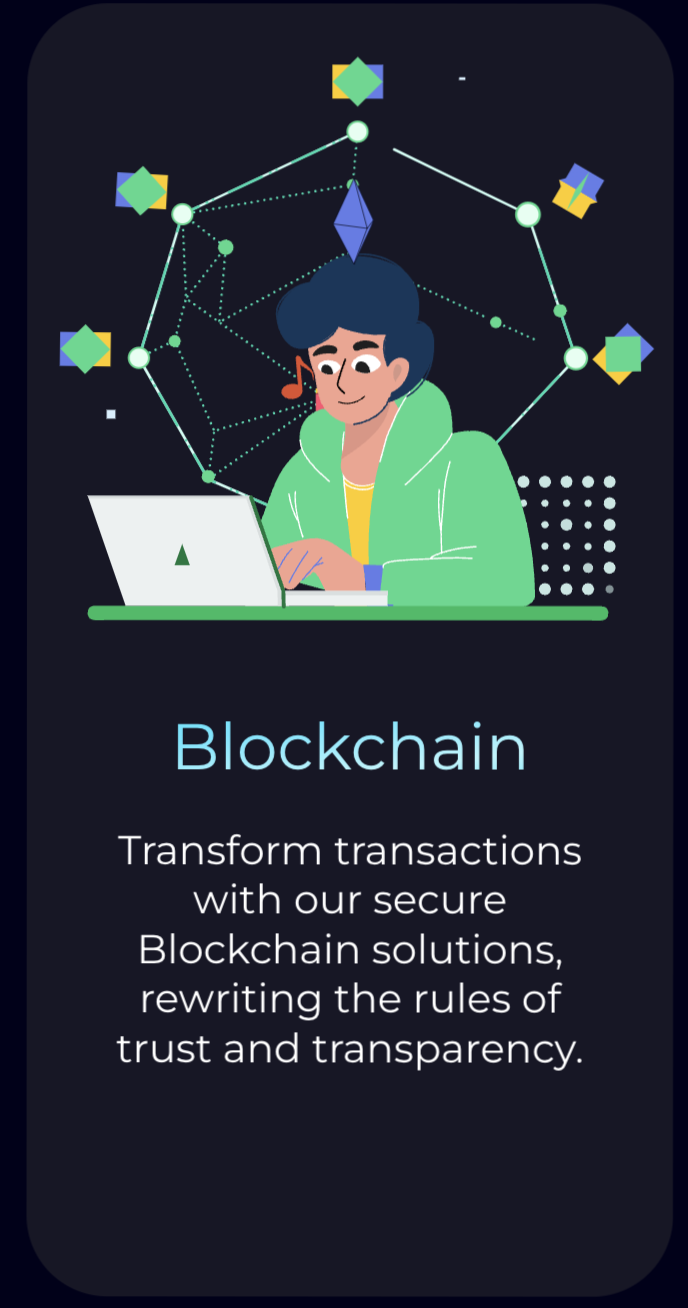 Blockchain
Transform transactions
with our secure
Blockchain solutions,
rewriting the rules of
trust and transparency.